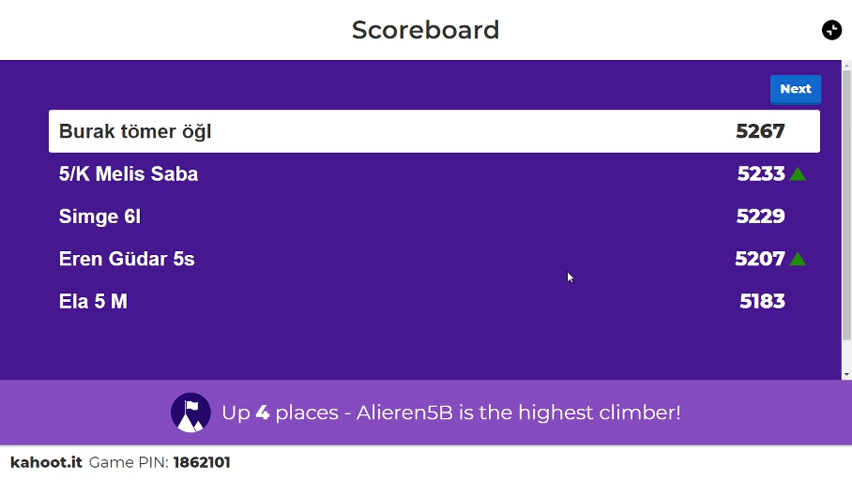 Scoreboard
Next
Burak tömer öğl 5267
5/K Melis Saba 5233
Simge 6I 5229
Eren Güdar 5s 5207
Ela 5 M 5183
Up 4 places - Alieren5B is the highest climber!
kahoot.it Game PIN: 1862101